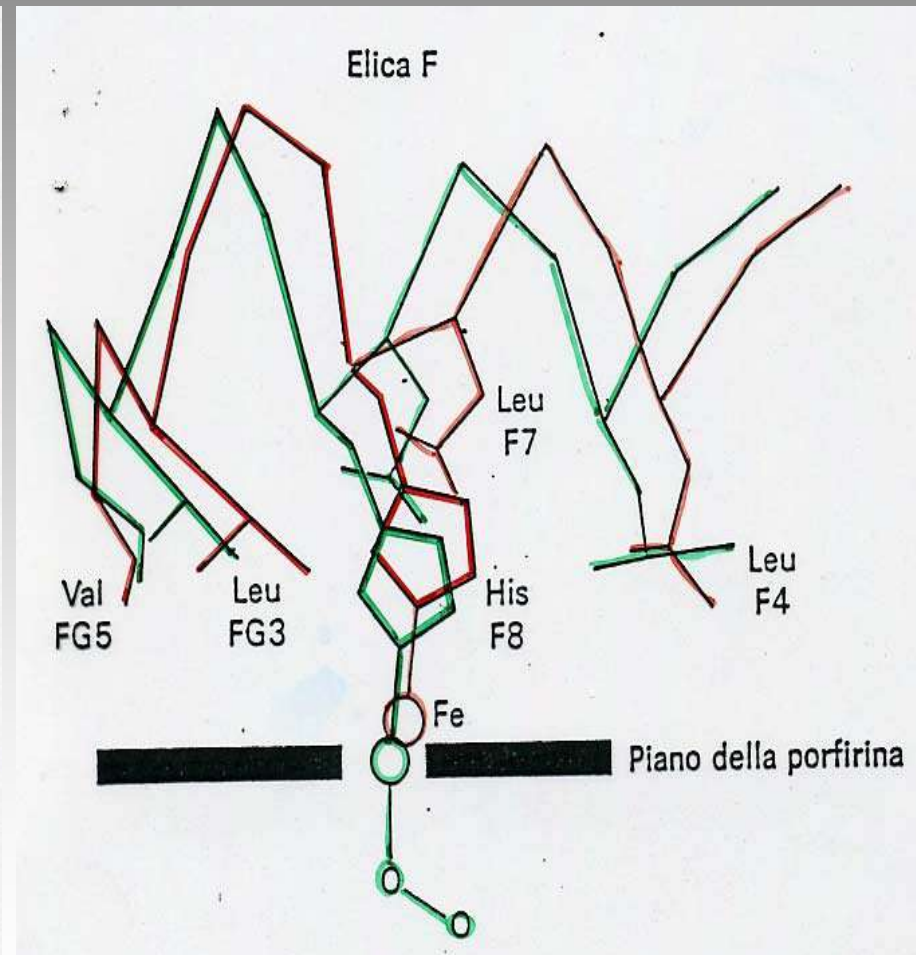 Elica F
Leu
F7
Val
FG5
Leu
FG3
His
F8
Leu
F4
Fe
Piano della porfirina
O
O